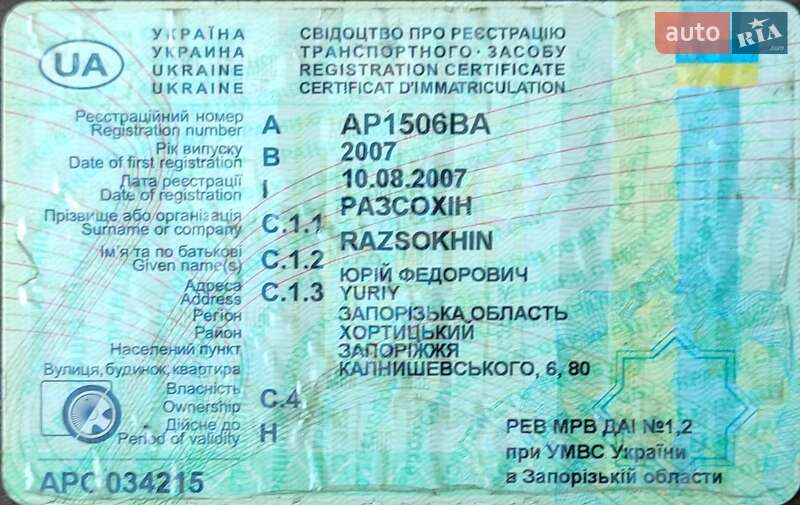 auto RIA .com
UA
УКРАЇНА СВІДОЦТВО ПРО РЕЄСТРАЦІЮ
УКРАИНА ТРАНСПОРТНОГО ЗАСОБУ
UKRAINE REGISTRATION CERTIFICATE
UKRAINE CERTIFICAT D'IMMATRICULATION
Реєстраційний номер
Registration number A АР1506ВА
Рік випуску
Date of first registration B 2007
Дата реєстрації
Date of registration I 10.08.2007
Прізвище або організація РАЗСОХІН
Surname or company C.1.1
Ім'я та по батькові RAZSOKHIN
Given name(s) C.1.2
ЮРІЙ ФЕДОРОВИЧ
Адреса
Address C.1.3 YURIY
Регіон ЗАПОРІЗЬКА ОБЛАСТЬ
Район ХОРТИЦЬКИЙ
Населений пункт ЗАПОРІЖЖЯ
Вулиця, будинок, квартира КАЛНИШЕВСЬКОГО, 6, 80
Власність
Ownership C.4
Дійсне до
Period of validity H
РЕВ МРВ ДАІ №1,2
при УМВС України
в Запорізькій области
АРС 034215